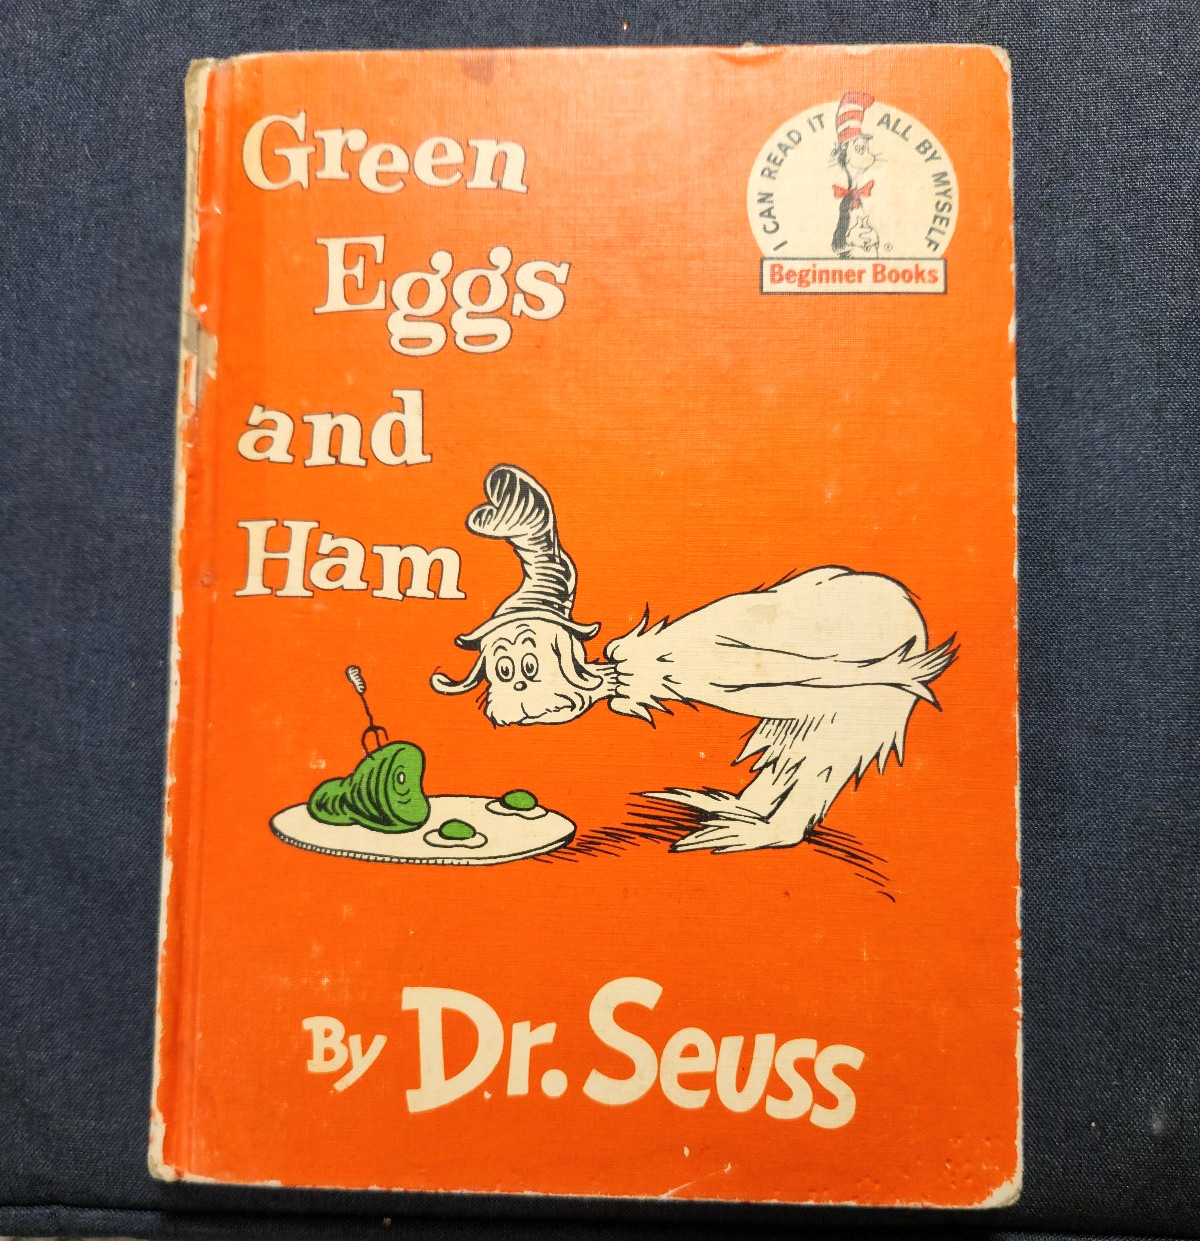 Green
Eggs
and
Ham
I CAN READ IT ALL BY MYSELF
®
Beginner Books
By Dr. Seuss